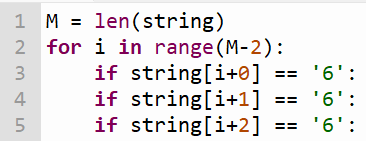 1 M = len(string)
2 for i in range(M-2):
3     if string[i+0] == '6':
4     if string[i+1] == '6':
5     if string[i+2] == '6':